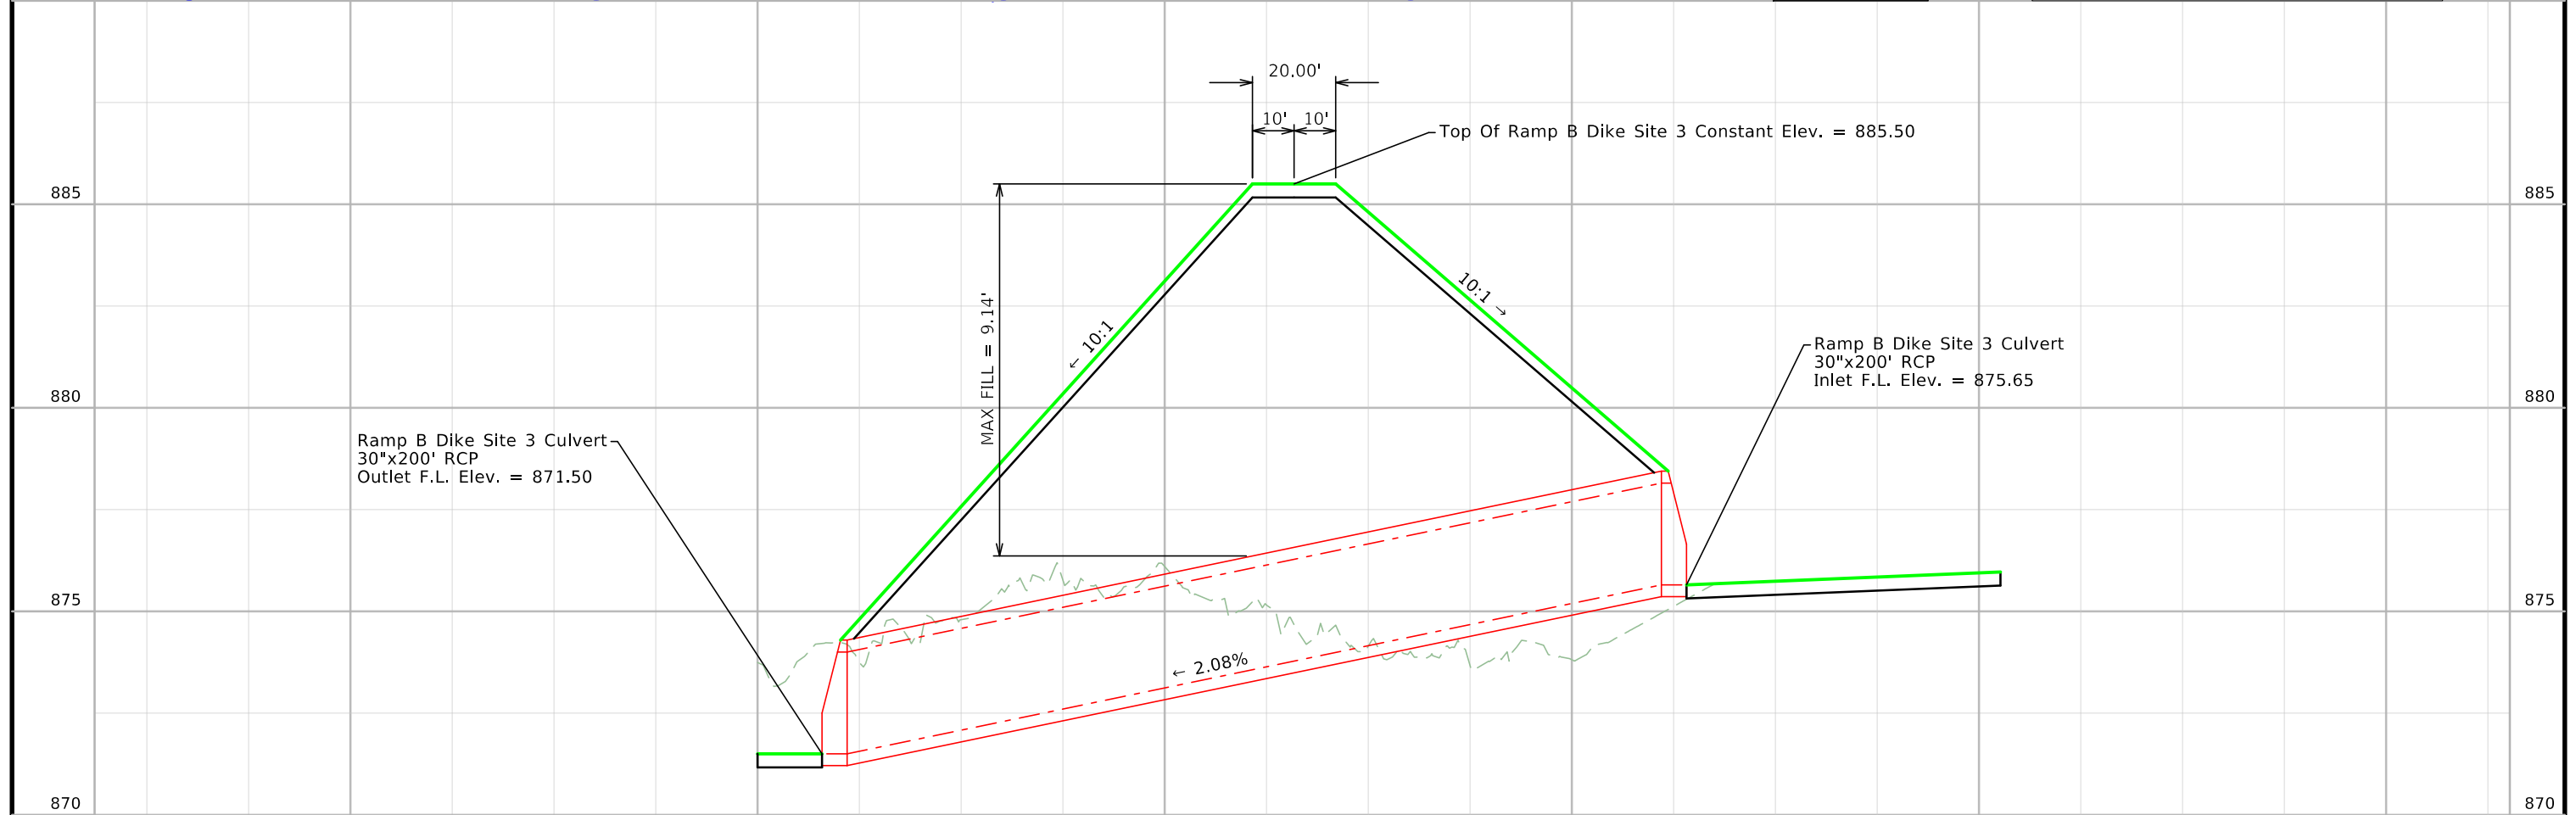 20.00'
10' 10'
Top Of Ramp B Dike Site 3 Constant Elev. = 885.50
885
885
MAX FILL = 9.14'
← 10:1
10:1 →
Ramp B Dike Site 3 Culvert
30"x200' RCP
Inlet F.L. Elev. = 875.65
880
880
Ramp B Dike Site 3 Culvert
30"x200' RCP
Outlet F.L. Elev. = 871.50
875
875
← 2.08%
870
870